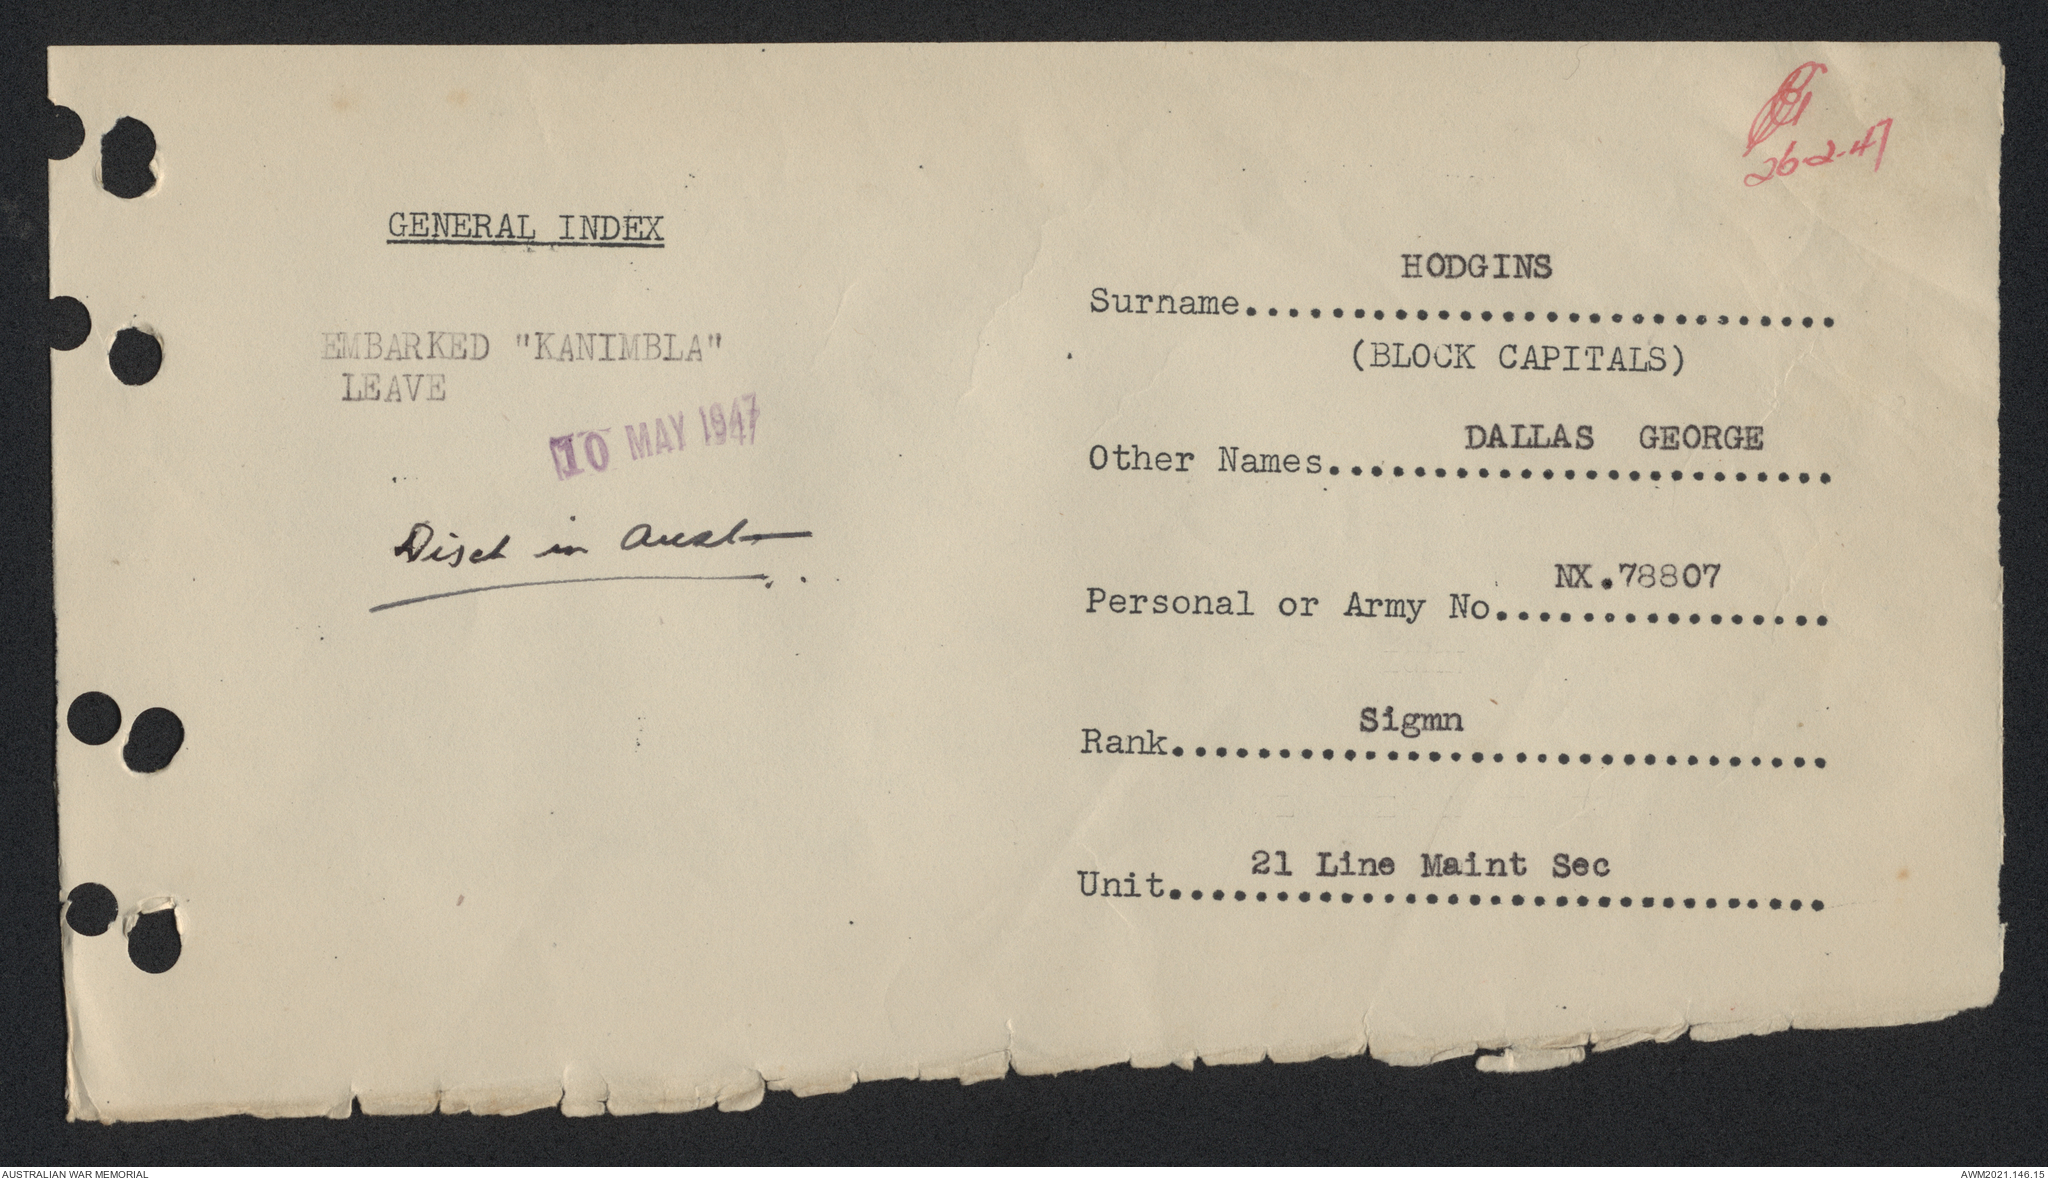 26-2-47
GENERAL INDEX
EMBARKED "KANIMBLA"
LEAVE
10 MAY 1947
Disch in Aust
HODGINS
Surname..............................
(BLOCK CAPITALS)
DALLAS GEORGE
Other Names........................
NX.78807
Personal or Army No................
Sigmn
Rank...............................
21 Line Maint Sec
Unit...............................
AUSTRALIAN WAR MEMORIAL
AWM2021.146.15